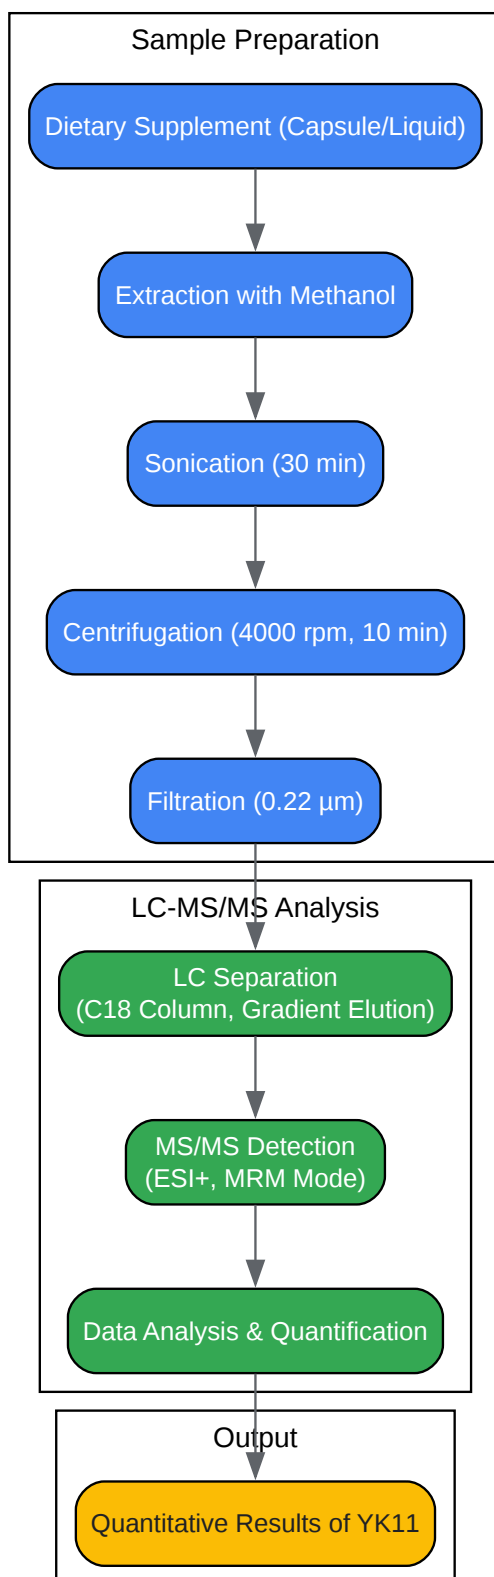 Sample Preparation
Dietary Supplement (Capsule/Liquid)
Extraction with Methanol
Sonication (30 min)
Centrifugation (4000 rpm, 10 min)
Filtration (0.22 µm)
LC-MS/MS Analysis
LC Separation
(C18 Column, Gradient Elution)
MS/MS Detection
(ESI+, MRM Mode)
Data Analysis & Quantification
Output
Quantitative Results of YK11